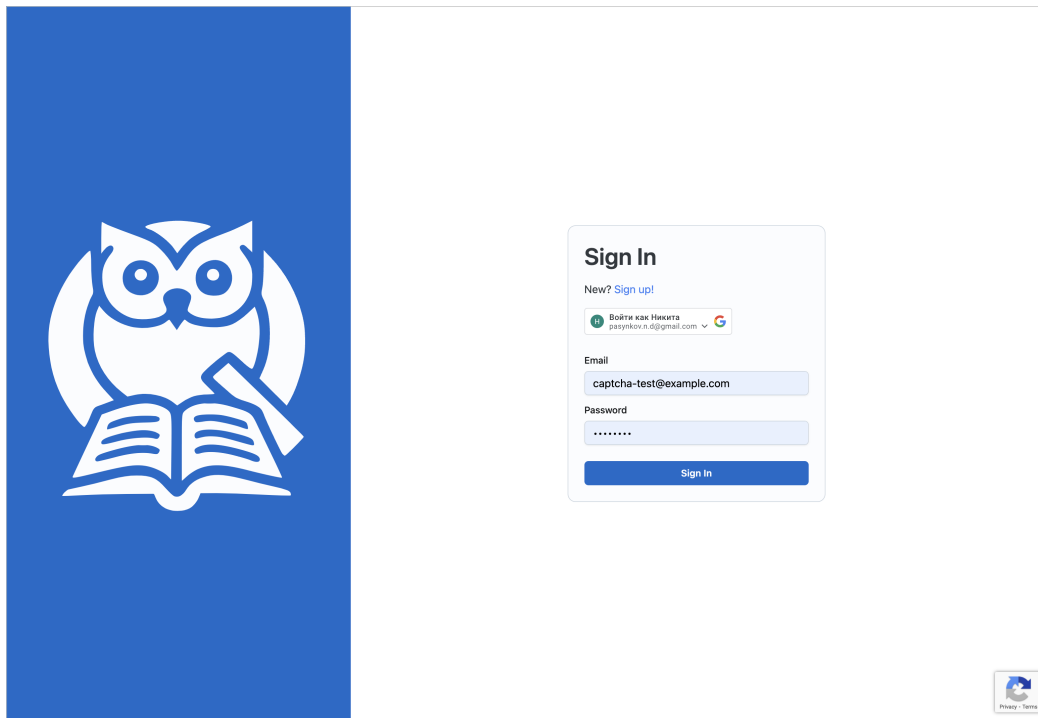 Sign In
New? Sign up!
Н
Войти как Никита
pasynkov.n.d@gmail.com
G
Email
captcha-test@example.com
Password
••••••••
Sign In
Privacy - Terms